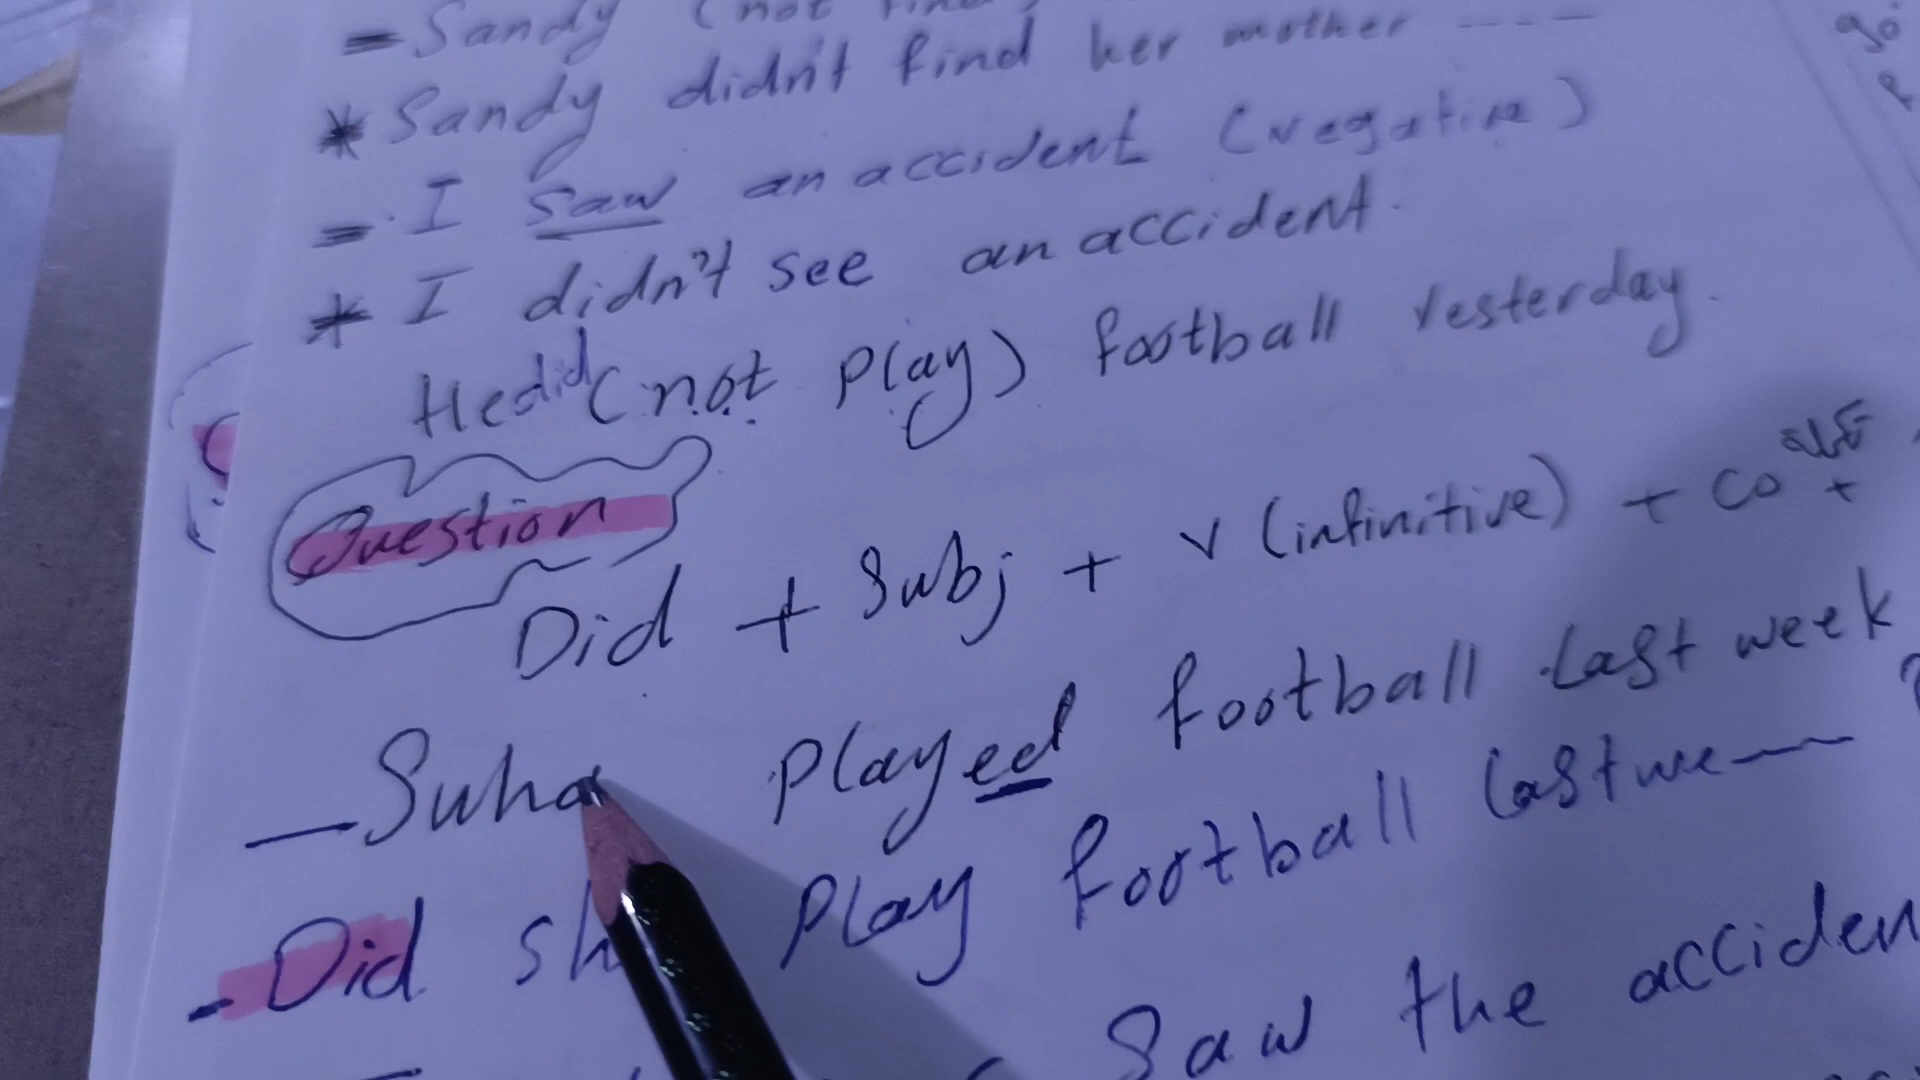 = Sandy (not find
* Sandy didn't find her mother ----
= I saw an accident (negative)
* I didn't see an accident.
He did (not play) football yesterday.
Question
Did + Subj + v (infinitive) + Co
Suha played football last week
- Did play football last we
saw the acciden